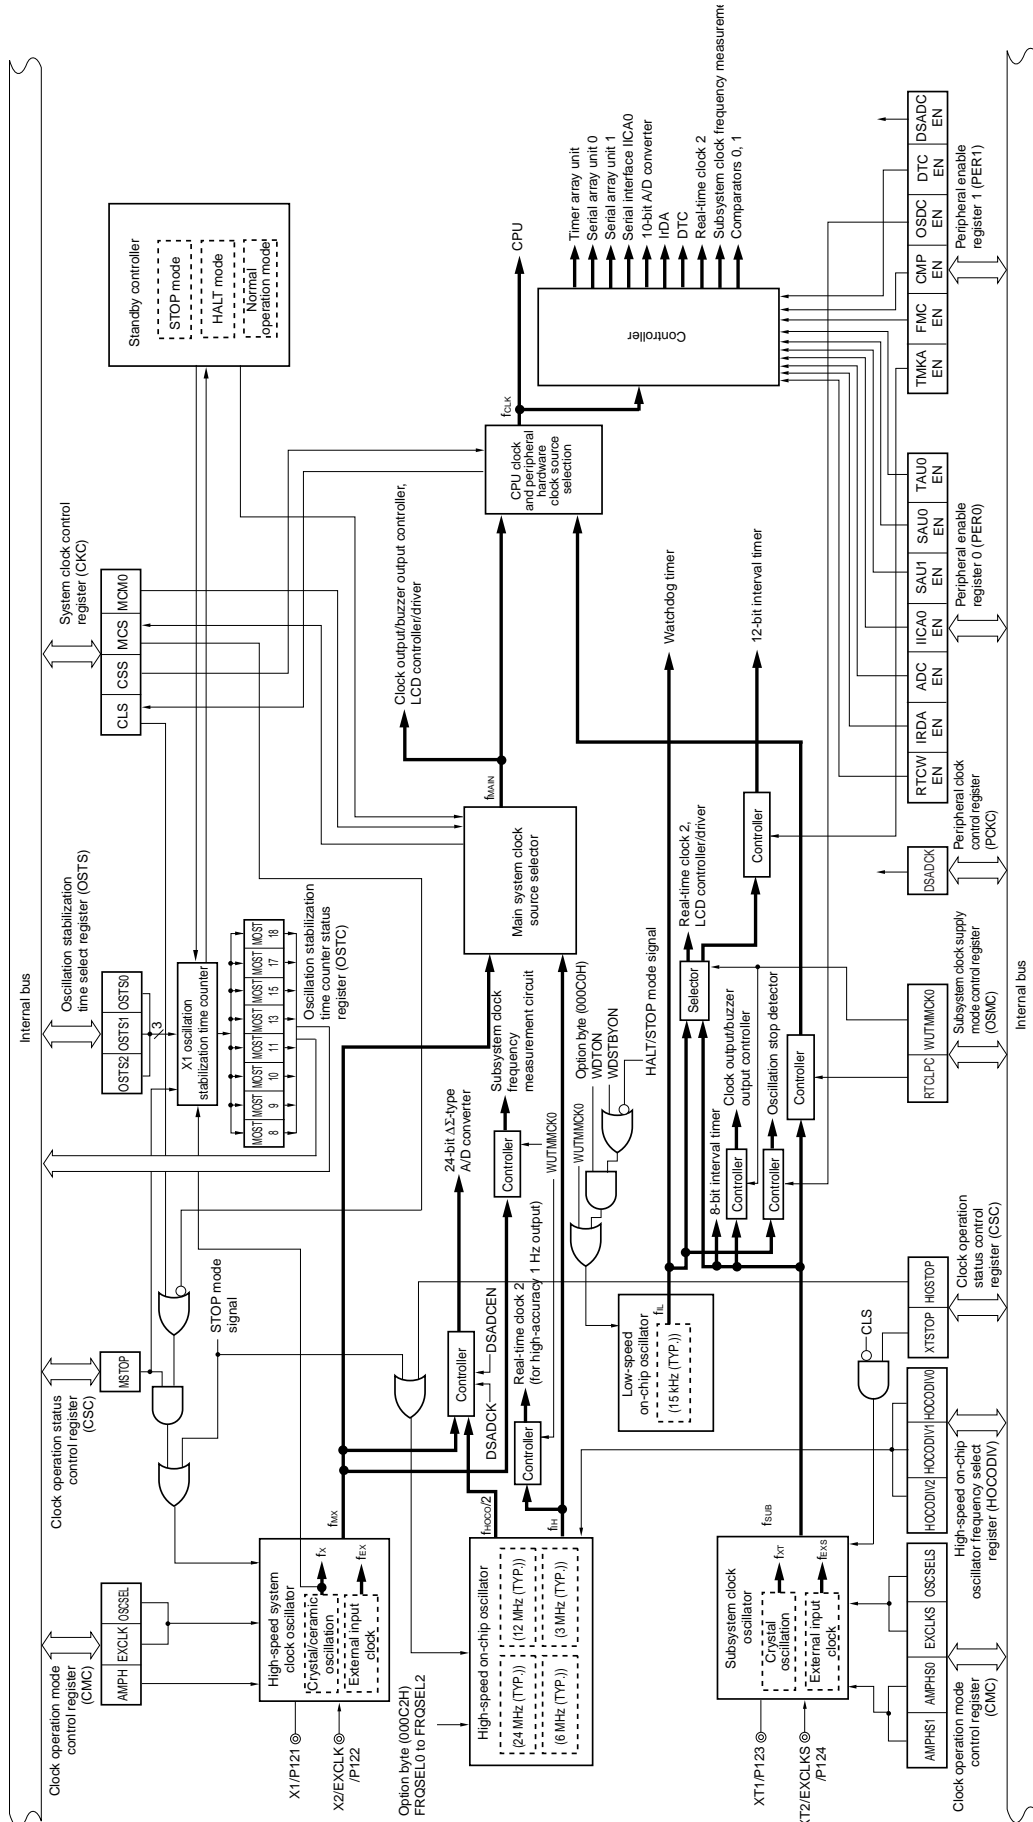 Internal bus
Clock operation mode
control register
(CMC)
AMPH
EXCLK
OSCSEL
Clock operation status
control register
(CSC)
MSTOP
Oscillation stabilization
time select register (OSTS)
OSTS2
OSTS1
OSTS0
3
System clock control
register (CKC)
CLS
CSS
MCS
MCM0
Standby controller
STOP mode
HALT mode
Normal
operation mode
X1 oscillation
stabilization time counter
MOST
8
MOST
9
MOST
10
MOST
11
MOST
13
MOST
15
MOST
17
MOST
18
Oscillation stabilization
time counter status
register (OSTC)
STOP mode
signal
X1/P121
X2/EXCLK
/P122
High-speed system
clock oscillator
Crystal/ceramic
oscillation
fX
External input
clock
fEX
fMX
Option byte (000C2H)
FRQSEL0 to FRQSEL2
High-speed on-chip oscillator
(24 MHz (TYP.))
(12 MHz (TYP.))
(6 MHz (TYP.))
(3 MHz (TYP.))
fHOCO/2
fIH
Controller
DSADCK
DSADCEN
24-bit ΔΣ-type
A/D converter
Controller
Real-time clock 2
(for high-accuracy 1 Hz output)
Controller
WUTMMCK0
Subsystem clock
frequency
measurement circuit
Main system clock
source selector
fMAIN
Clock output/buzzer output controller,
LCD controller/driver
CPU clock
and peripheral
hardware
clock source
selection
fCLK
CPU
Controller
Timer array unit
Serial array unit 0
Serial array unit 1
Serial interface IICA0
10-bit A/D converter
IrDA
DTC
Real-time clock 2
Subsystem clock frequency measureme
Comparators 0, 1
WUTMMCK0
Option byte (000C0H)
WDTON
WDSTBYON
HALT/STOP mode signal
Low-speed
on-chip oscillator
(15 kHz (TYP.))
fIL
Watchdog timer
Selector
Real-time clock 2,
LCD controller/driver
Controller
12-bit interval timer
8-bit interval timer
Controller
Clock output/buzzer
output controller
Controller
Oscillation stop detector
Controller
XT1/P123
XT2/EXCLKS
/P124
Subsystem clock
oscillator
Crystal
oscillation
fXT
External input
clock
fEXS
fSUB
CLS
AMPHS1
AMPHS0
EXCLKS
OSCSELS
Clock operation mode
control register
(CMC)
HOCODIV2
HOCODIV1
HOCODIV0
High-speed on-chip
oscillator frequency select
register (HOCODIV)
XTSTOP
HIOSTOP
Clock operation
status control
register (CSC)
RTCLPC
WUTMMCK0
Subsystem clock supply
mode control register
(OSMC)
DSADCK
Peripheral clock
control register
(PCKC)
RTCW
EN
IRDA
EN
ADC
EN
IICA0
EN
SAU1
EN
SAU0
EN
TAU0
EN
Peripheral enable
register 0 (PER0)
TMKA
EN
FMC
EN
CMP
EN
OSDC
EN
DTC
EN
DSADC
EN
Peripheral enable
register 1 (PER1)
Internal bus